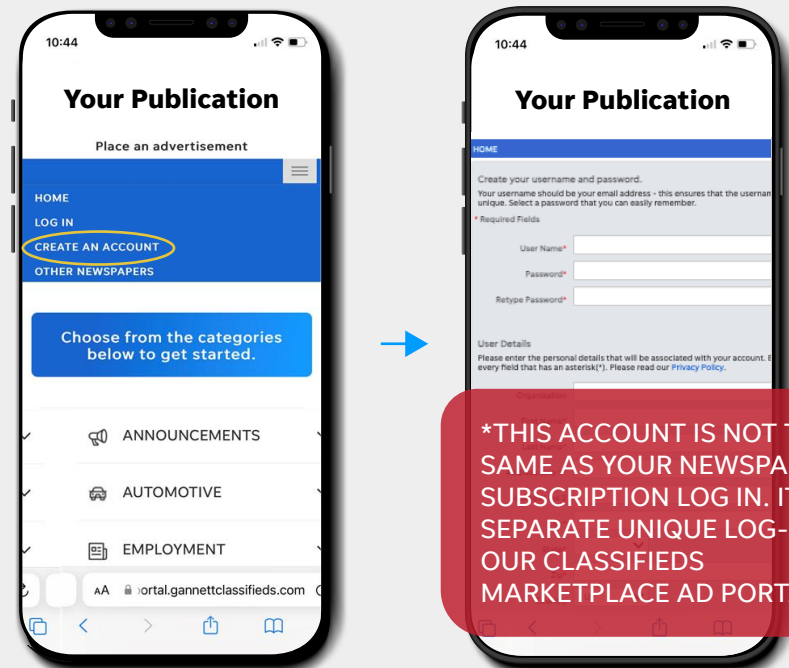 10:44
Your Publication
Place an advertisement
HOME
LOG IN
CREATE AN ACCOUNT
OTHER NEWSPAPERS
Choose from the categories
below to get started.
ANNOUNCEMENTS
AUTOMOTIVE
EMPLOYMENT
AA ortal.gannettclassifieds.com
10:44
Your Publication
HOME
Create your username and password.
Your username should be your email address - this ensures that the usernam
unique. Select a password that you can easily remember.
* Required Fields
User Name*
Password*
Retype Password*
User Details
Please enter the personal details that will be associated with your account. E
every field that has an asterisk(*). Please read our Privacy Policy.
Organisation
*THIS ACCOUNT IS NOT T
SAME AS YOUR NEWSPA
SUBSCRIPTION LOG IN. IT
SEPARATE UNIQUE LOG-
OUR CLASSIFIEDS
MARKETPLACE AD PORT